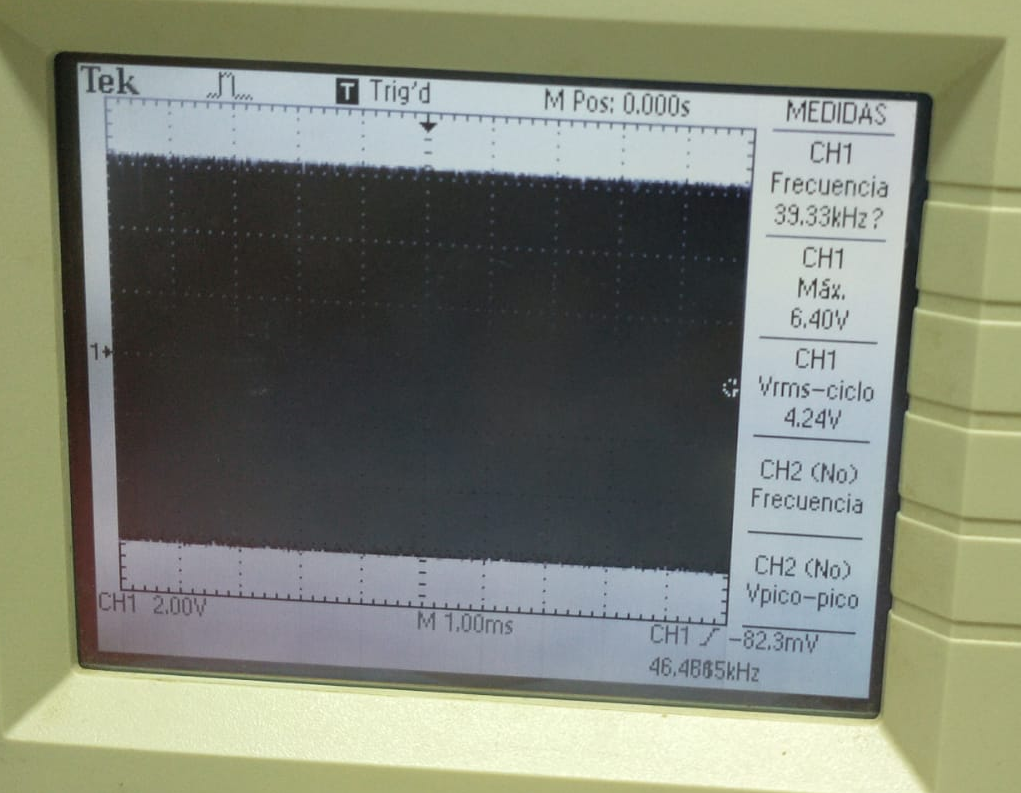 Tek
T Trig'd
M Pos: 0.000s
MEDIDAS
CH1
Frecuencia
39.33kHz?
CH1
Máx.
6.40V
CH1
Vrms-ciclo
4.24V
CH2 (No)
Frecuencia
CH2 (No)
Vpico-pico
1
CH1 2.00V
M 1.00ms
CH1 -82.3mV